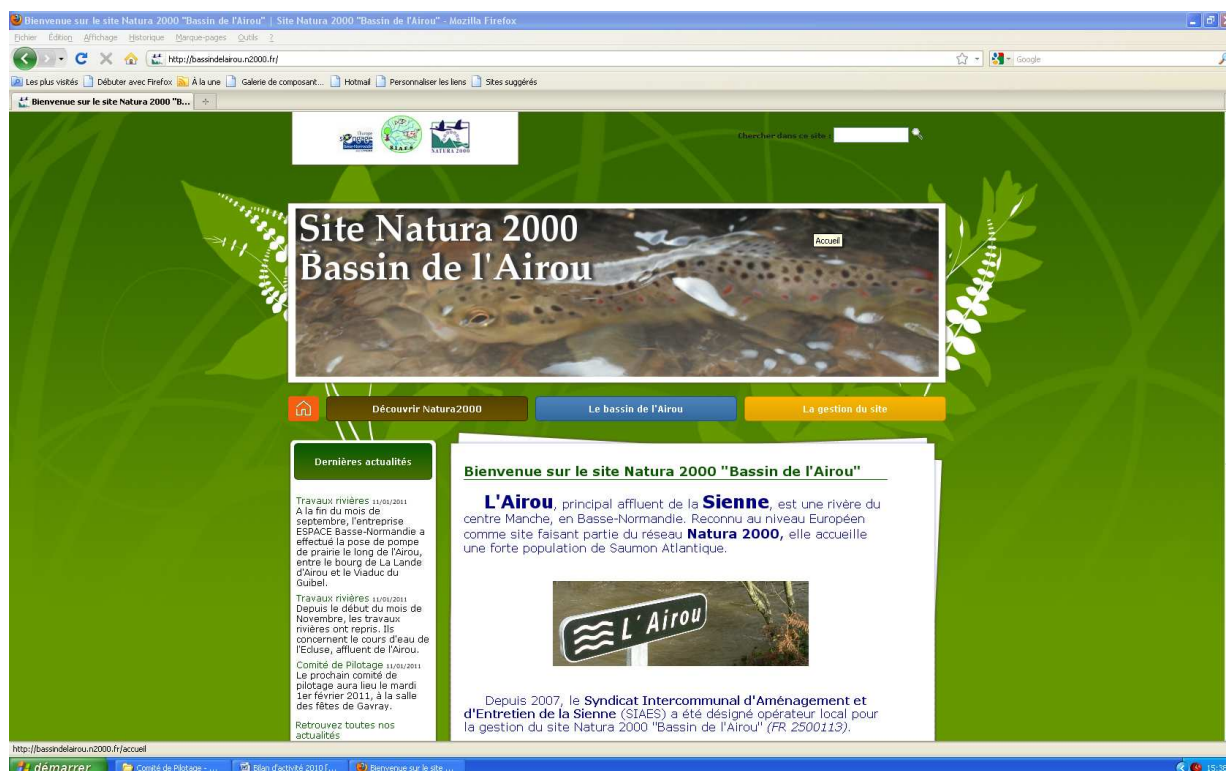 Bienvenue sur le site Natura 2000 "Bassin de l'Airou" | Site Natura 2000 "Bassin de l'Airou" - Mozilla Firefox
Fichier Édition Affichage Historique Marque-pages Outils ?
http://bassindelairou.n2000.fr/
Google
Les plus visités Débuter avec Firefox À la une Galerie de composant... Hotmail Personnaliser les liens Sites suggérés
Bienvenue sur le site Natura 2000 "B...
SIAES
NATURA 2000
Chercher dans ce site :
Site Natura 2000
Bassin de l'Airou
Accueil
Découvrir Natura2000
Le bassin de l'Airou
La gestion du site
Dernières actualités
Travaux rivières 11/01/2011
A la fin du mois de
septembre, l'entreprise
ESPACE Basse-Normandie a
effectué la pose de pompe
de prairie le long de l'Airou,
entre le bourg de La Lande
d'Airou et le Viaduc du
Guibel.
Travaux rivières 11/01/2011
Depuis le début du mois de
Novembre, les travaux
rivières ont repris. Ils
concernent le cours d'eau de
l'Ecluse, affluent de l'Airou.
Comité de Pilotage 11/01/2011
Le prochain comité de
pilotage aura lieu le mardi
1er février 2011, à la salle
des fêtes de Gavray.
Retrouvez toutes nos
actualités
Bienvenue sur le site Natura 2000 "Bassin de l'Airou"
L'Airou, principal affluent de la Sienne, est une rivère du
centre Manche, en Basse-Normandie. Reconnu au niveau Européen
comme site faisant partie du réseau Natura 2000, elle accueille
une forte population de Saumon Atlantique.
L'Airou
Depuis 2007, le Syndicat Intercommunal d'Aménagement et
d'Entretien de la Sienne (SIAES) a été désigné opérateur local pour
la gestion du site Natura 2000 "Bassin de l'Airou" (FR 2500113).
http://bassindelairou.n2000.fr/accueil
démarrer
Comité de Pilotage - ...
Bilan d'activité 2010 [...
Bienvenue sur le site ...
15:38